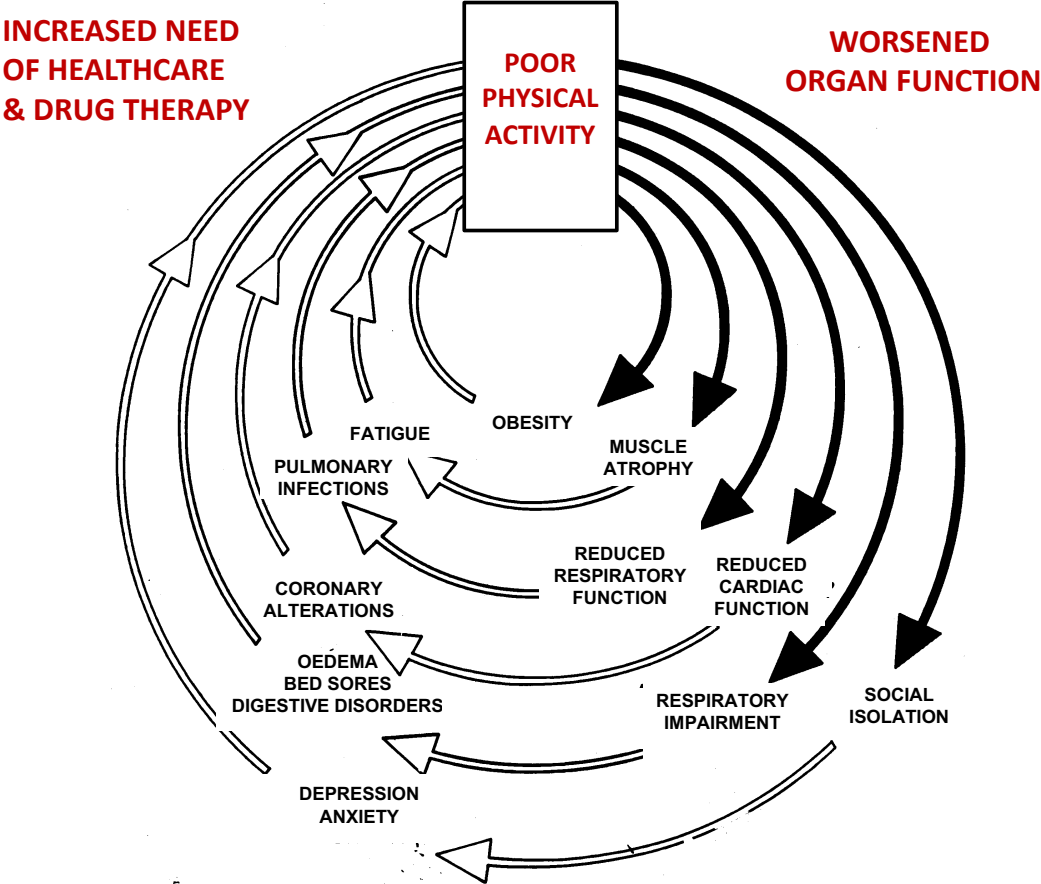 INCREASED NEED
OF HEALTHCARE
& DRUG THERAPY
POOR
PHYSICAL
ACTIVITY
WORSENED
ORGAN FUNCTION
OBESITY
FATIGUE
MUSCLE
ATROPHY
PULMONARY
INFECTIONS
REDUCED
RESPIRATORY
FUNCTION
REDUCED
CARDIAC
FUNCTION
CORONARY
ALTERATIONS
OEDEMA
BED SORES
DIGESTIVE DISORDERS
RESPIRATORY
IMPAIRMENT
SOCIAL
ISOLATION
DEPRESSION
ANXIETY